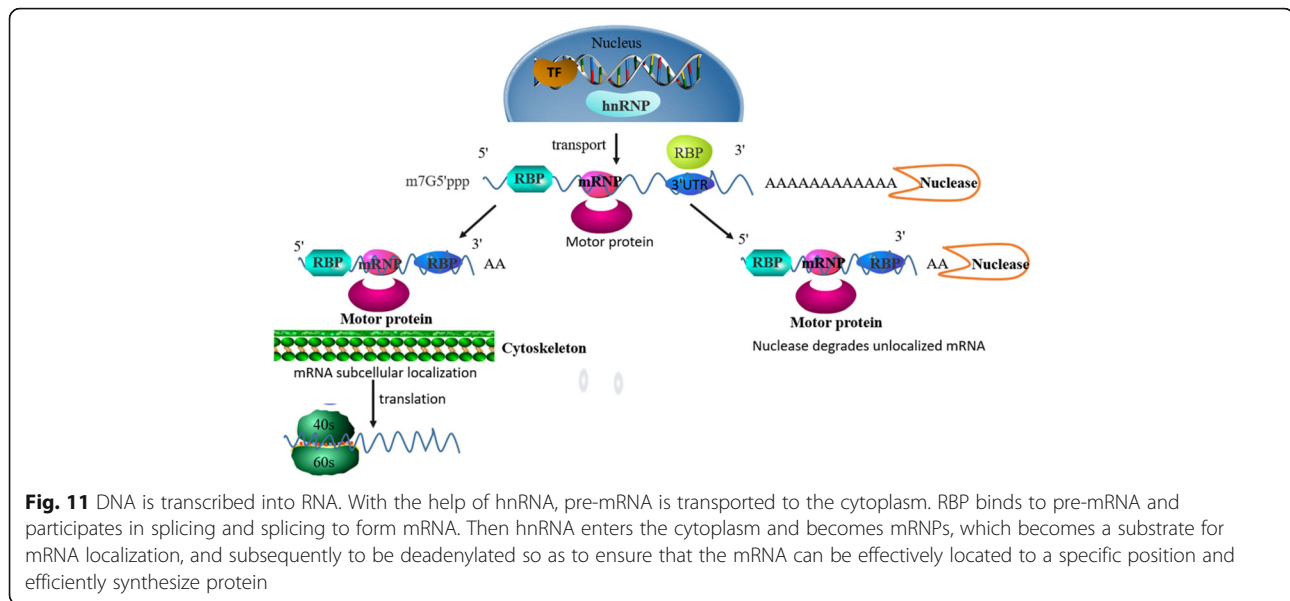 Nucleus
TF
hnRNP
transport
5'
RBP
3'
m7G5'ppp
RBP
mRNP
3'UTR
AAAAAAAAAAAA
Nuclease
Motor protein
5'
3'
RBP
mRNP
RBP
AA
Motor protein
Cytoskeleton
mRNA subcellular localization
translation
40s
60s
5'
3'
RBP
mRNP
RBP
AA
Nuclease
Motor protein
Nuclease degrades unlocalized mRNA
Fig. 11 DNA is transcribed into RNA. With the help of hnRNA, pre-mRNA is transported to the cytoplasm. RBP binds to pre-mRNA and
participates in splicing and splicing to form mRNA. Then hnRNA enters the cytoplasm and becomes mRNPs, which becomes a substrate for
mRNA localization, and subsequently to be deadenylated so as to ensure that the mRNA can be effectively located to a specific position and
efficiently synthesize protein